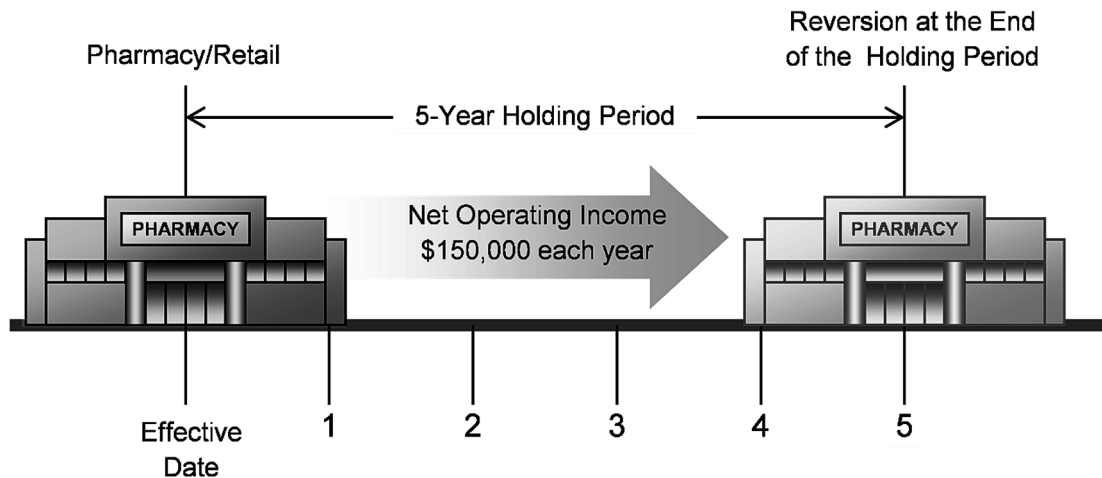 Pharmacy/Retail
Reversion at the End
of the Holding Period
5-Year Holding Period
PHARMACY
Net Operating Income
$150,000 each year
PHARMACY
Effective
Date
1
2
3
4
5